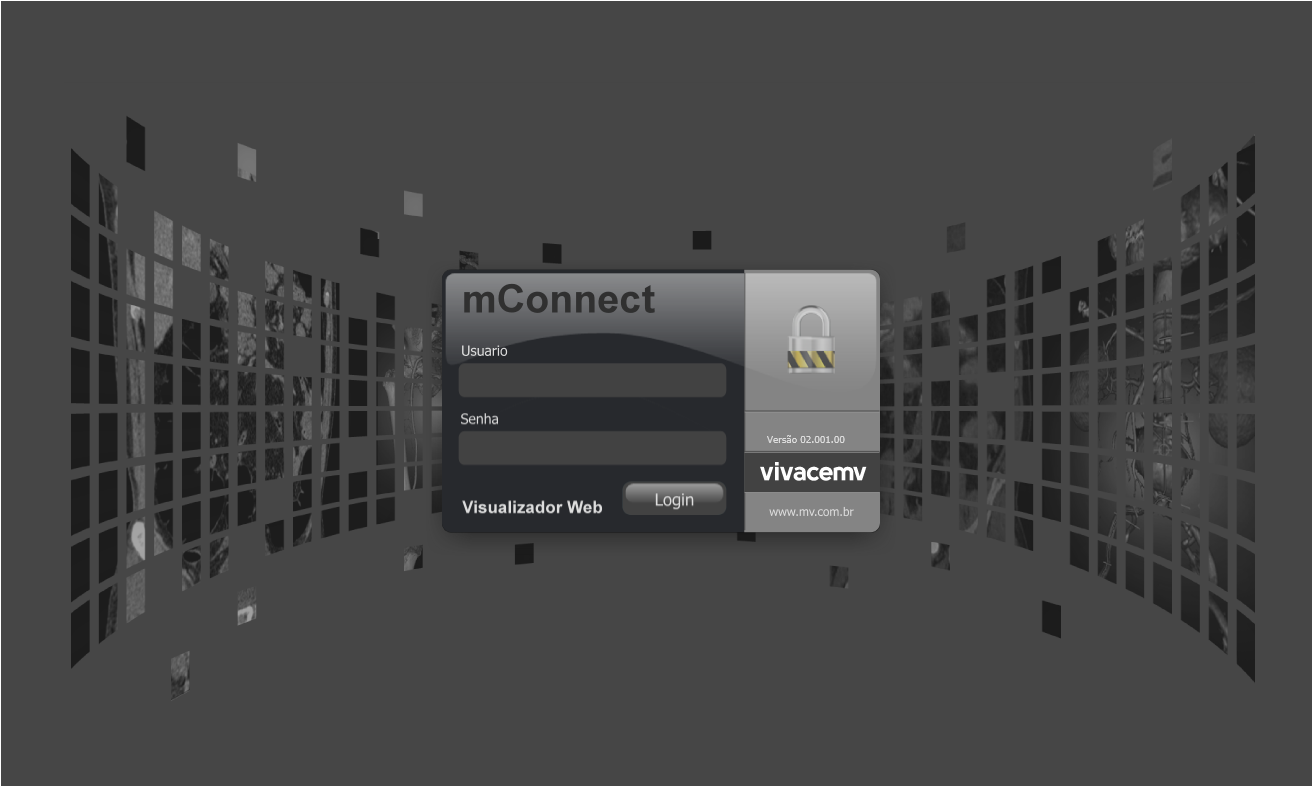 mConnect
Usuario
Senha
Visualizador Web
Login
Versão 02.001.00
vivacemv
www.mv.com.br